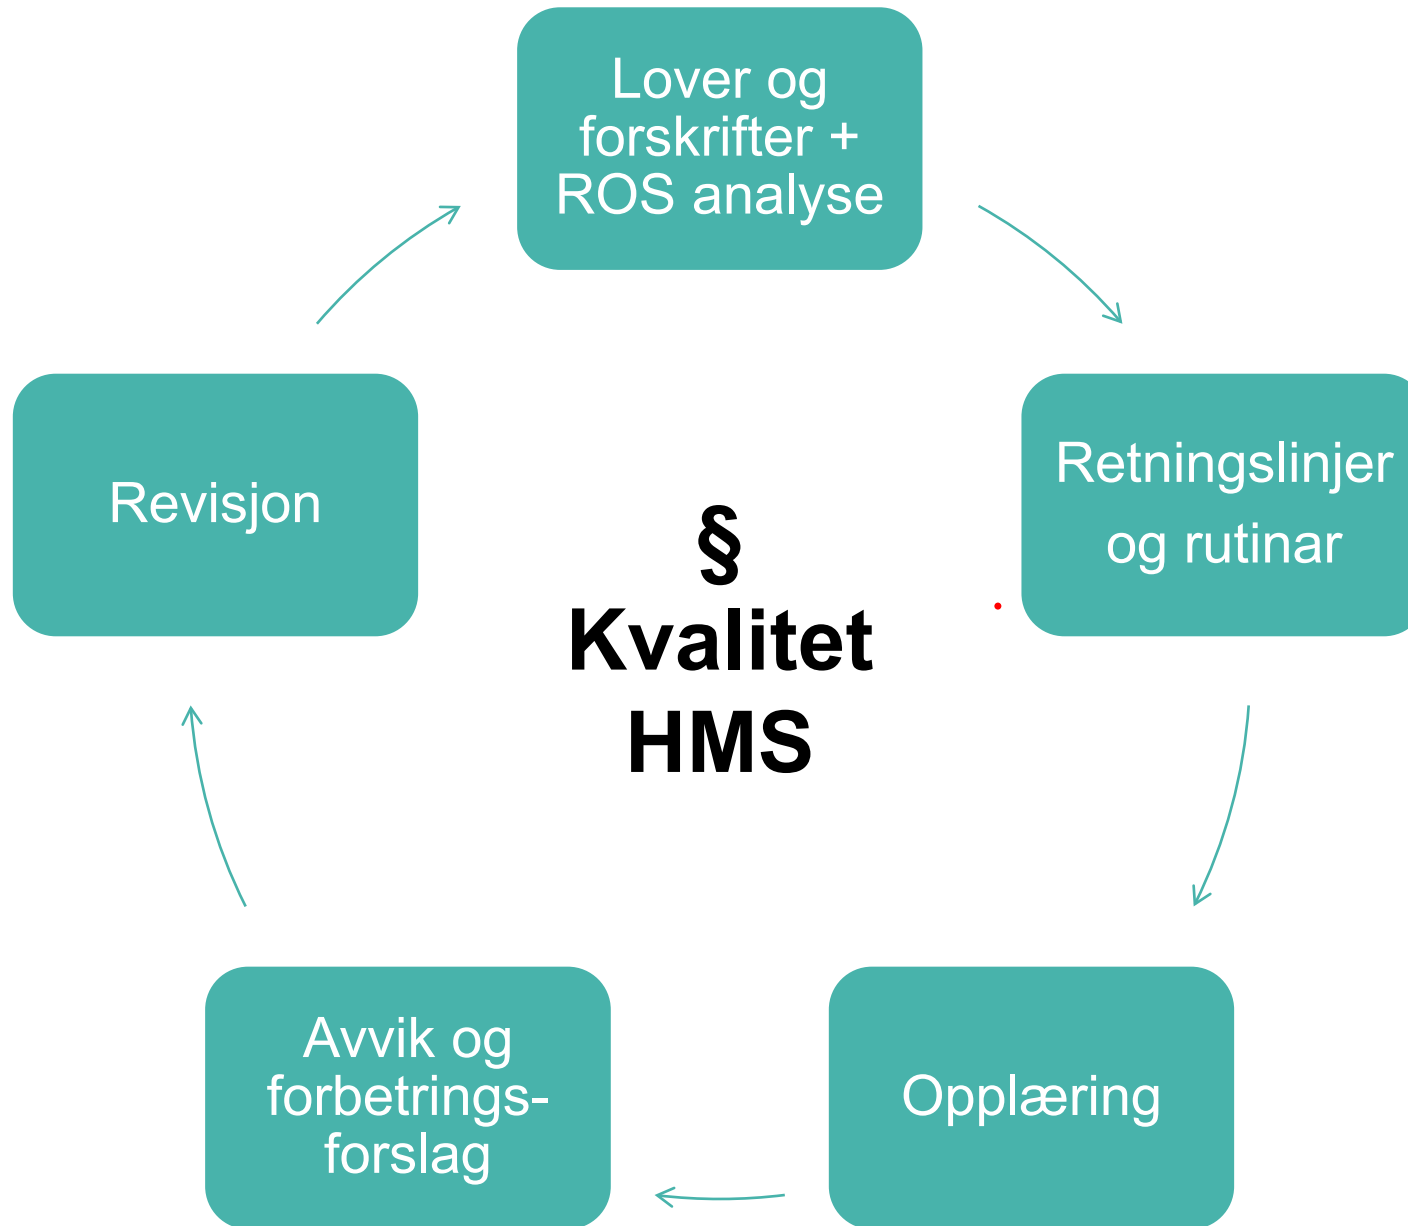 Lover og
forskrifter +
ROS analyse
Retningslinjer
og rutinar
Opplæring
Avvik og
forbetrings-
forslag
Revisjon
§
Kvalitet
HMS